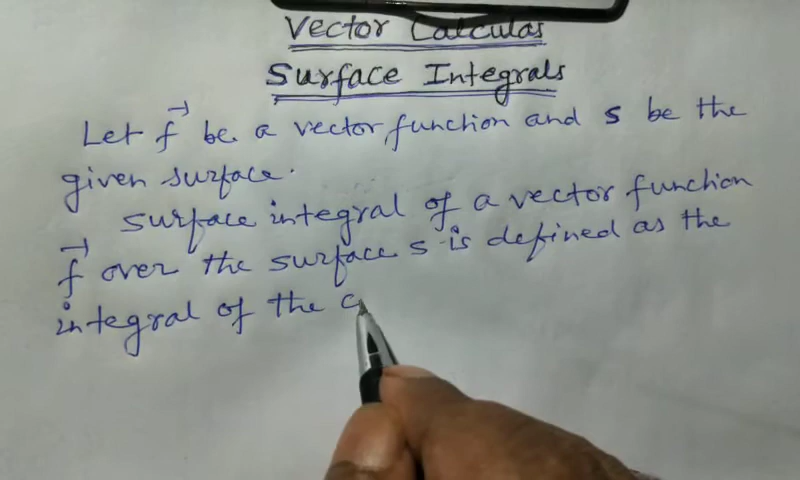 Vector Calculas
Surface Integrals
Let f⃗ be a vector function and s be the
given surface.
surface integral of a vector function
f⃗ over the surface s is defined as the
integral of the c